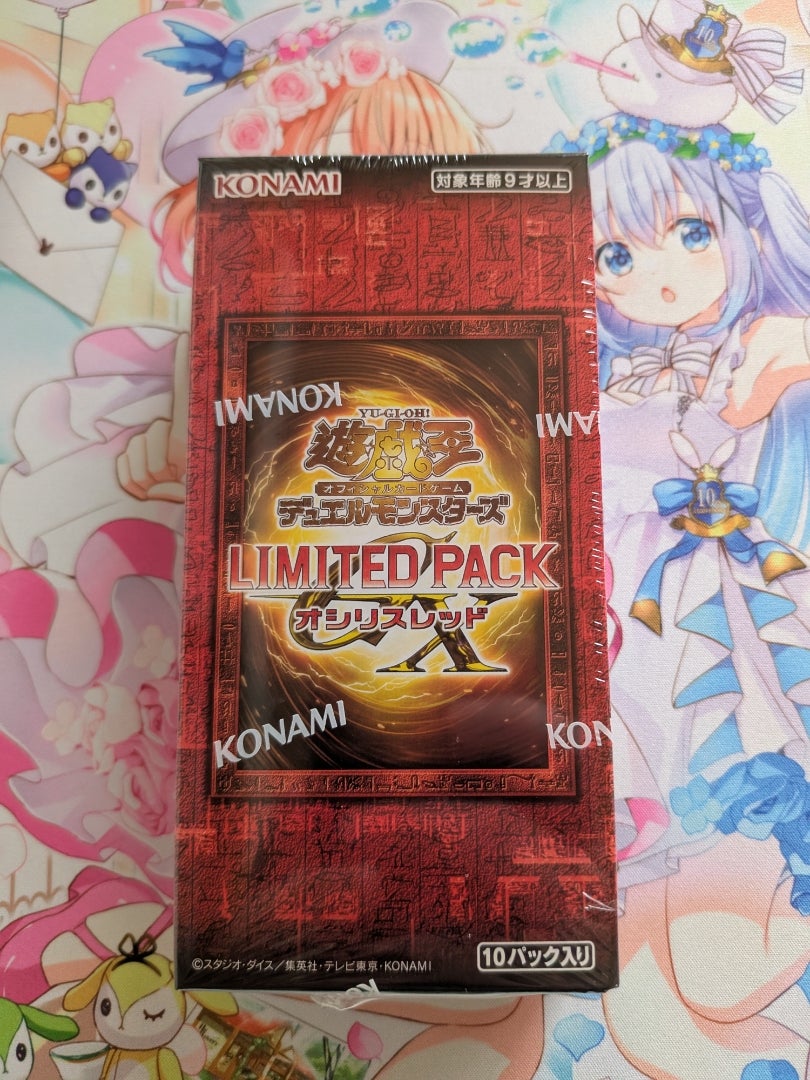 KONAMI
対象年齢9才以上
KONAMI
YU-GI-OH!
遊戯王
オフィシャルカードゲーム
デュエルモンスターズ
KONAMI
LIMITED PACK
GX
オシリスレッド
KONAMI
KON
©スタジオ・ダイス/集英社・テレビ東京・KONAMI
10パック入り
10
10